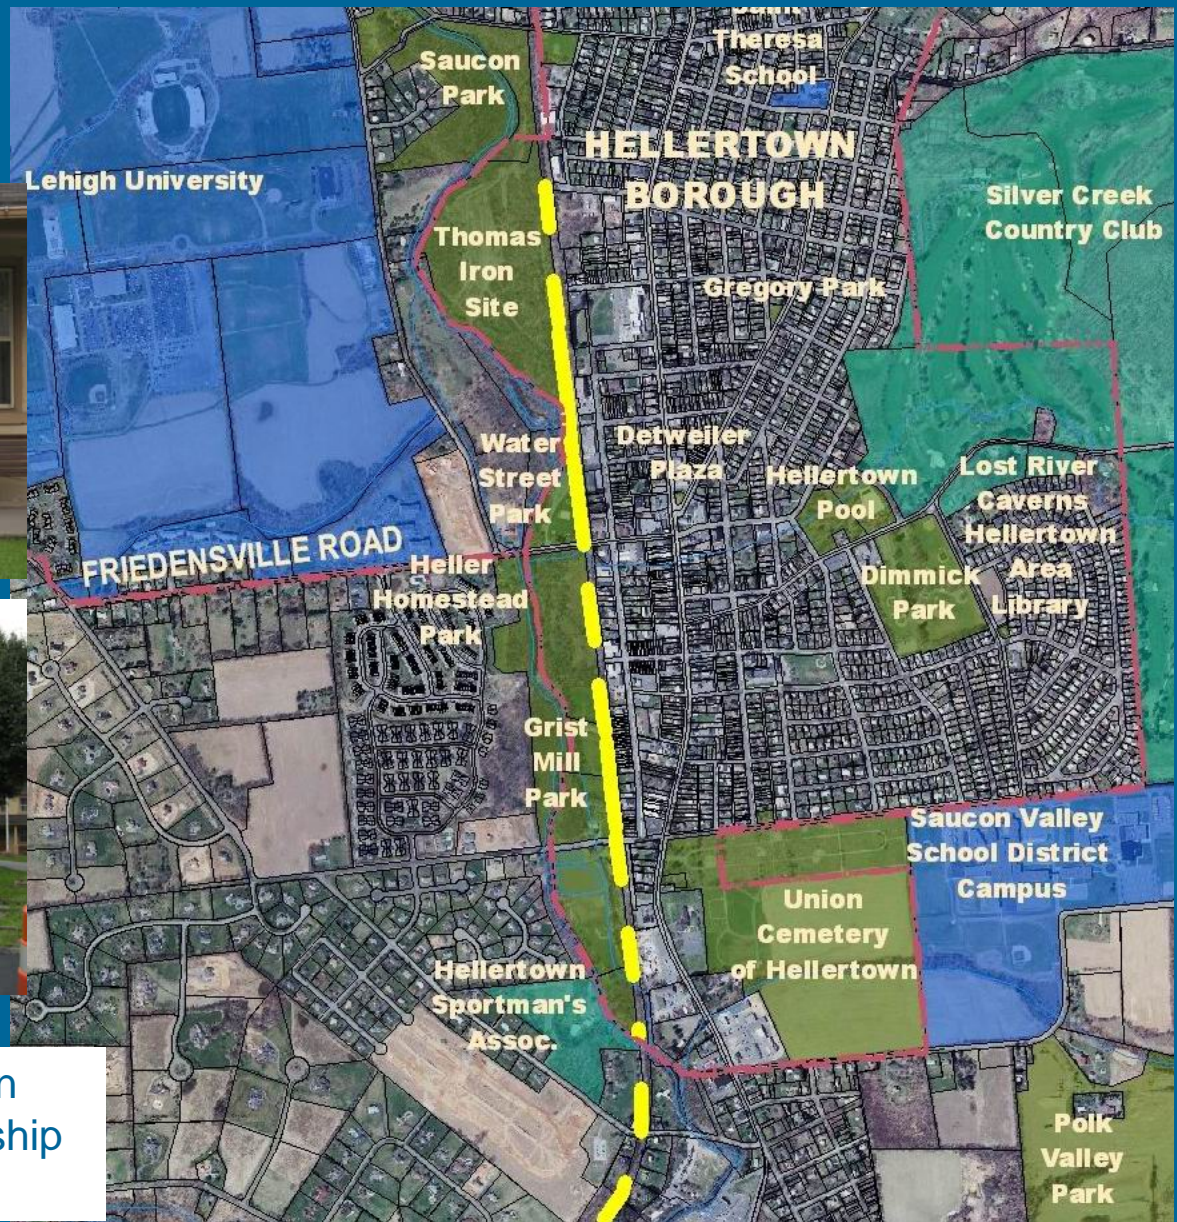 Saint
Theresa
School
Saucon
Park
HELLERTOWN
BOROUGH
Lehigh University
Silver Creek
Country Club
Thomas
Iron
Site
Gregory Park
Water
Street
Park
Detweiler
Plaza
Hellertown
Pool
Lost River
Caverns
Hellertown
Area
Library
FRIEDENSVILLE ROAD
Heller
Homestead
Park
Dimmick
Park
Grist
Mill
Park
Saucon Valley
School District
Campus
Union
Cemetery
of Hellertown
Hellertown
Sportman's
Assoc.
Polk
Valley
Park
n
ship